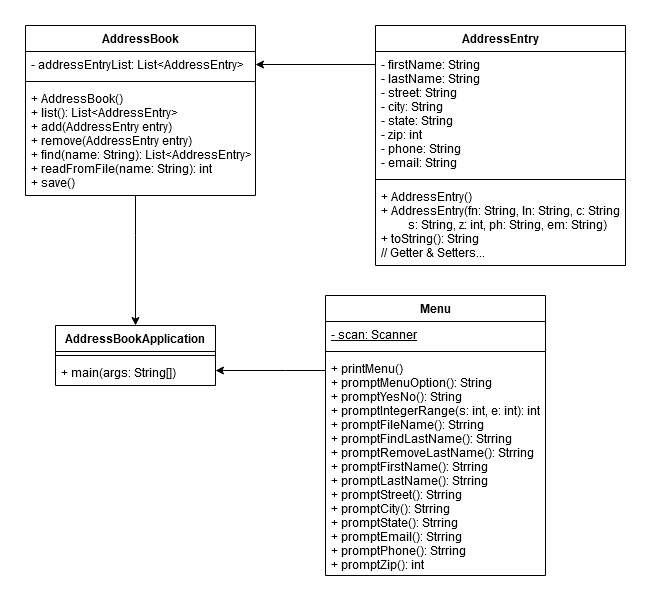 AddressBook
- addressEntryList: List<AddressEntry>
+ AddressBook()
+ list(): List<AddressEntry>
+ add(AddressEntry entry)
+ remove(AddressEntry entry)
+ find(name: String): List<AddressEntry>
+ readFromFile(name: String): int
+ save()
AddressEntry
- firstName: String
- lastName: String
- street: String
- city: String
- state: String
- zip: int
- phone: String
- email: String
+ AddressEntry()
+ AddressEntry(fn: String, ln: String, c: String
s: String, z: int, ph: String, em: String)
+ toString(): String
// Getter & Setters...
AddressBookApplication
+ main(args: String[])
Menu
- scan: Scanner
+ printMenu()
+ promptMenuOption(): String
+ promptYesNo(): String
+ promptIntegerRange(s: int, e: int): int
+ promptFileName(): Strring
+ promptFindLastName(): Strring
+ promptRemoveLastName(): Strring
+ promptFirstName(): Strring
+ promptLastName(): Strring
+ promptStreet(): Strring
+ promptCity(): Strring
+ promptState(): Strring
+ promptEmail(): Strring
+ promptPhone(): Strring
+ promptZip(): int